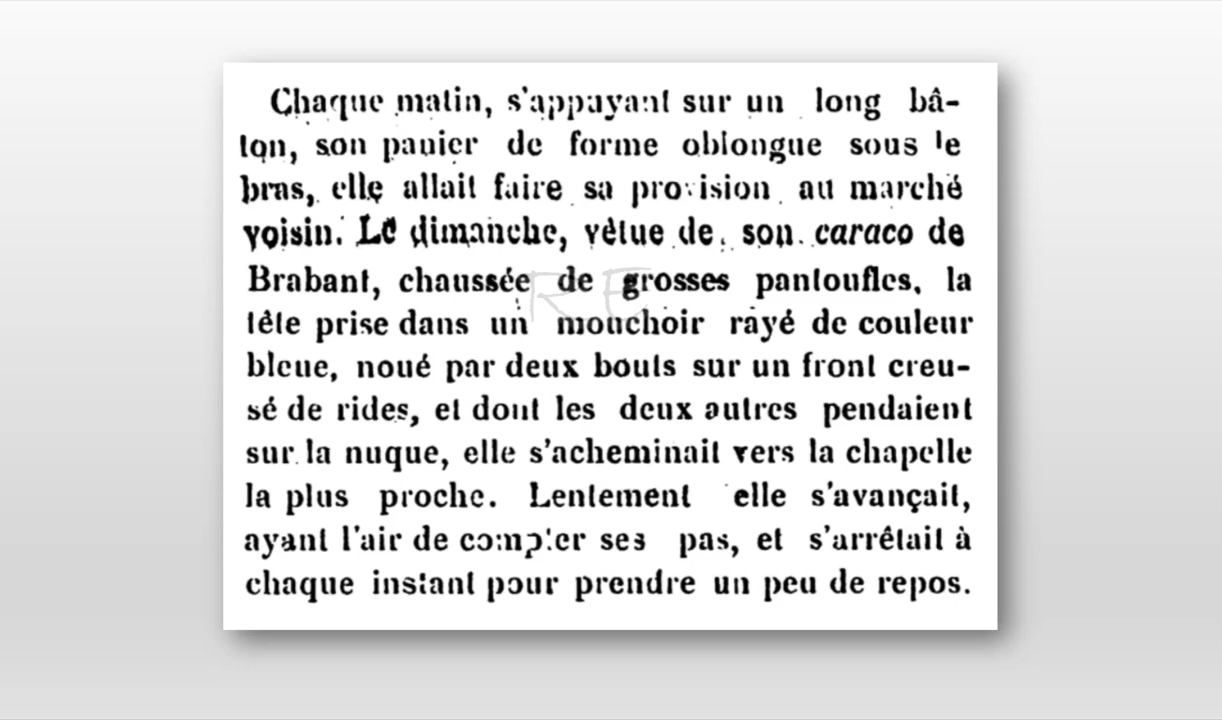 Chaque matin, s'appuyant sur un long bâ-
ton, son panier de forme oblongue sous le
bras, elle allait faire sa provision au marché
voisin. Le dimanche, vêtue de son caraco de
Brabant, chaussée de grosses pantoufles, la
tête prise dans un mouchoir rayé de couleur
bleue, noué par deux bouts sur un front creu-
sé de rides, et dont les deux autres pendaient
sur la nuque, elle s'acheminait vers la chapelle
la plus proche. Lentement elle s'avançait,
ayant l'air de compter ses pas, et s'arrêtait à
chaque instant pour prendre un peu de repos.